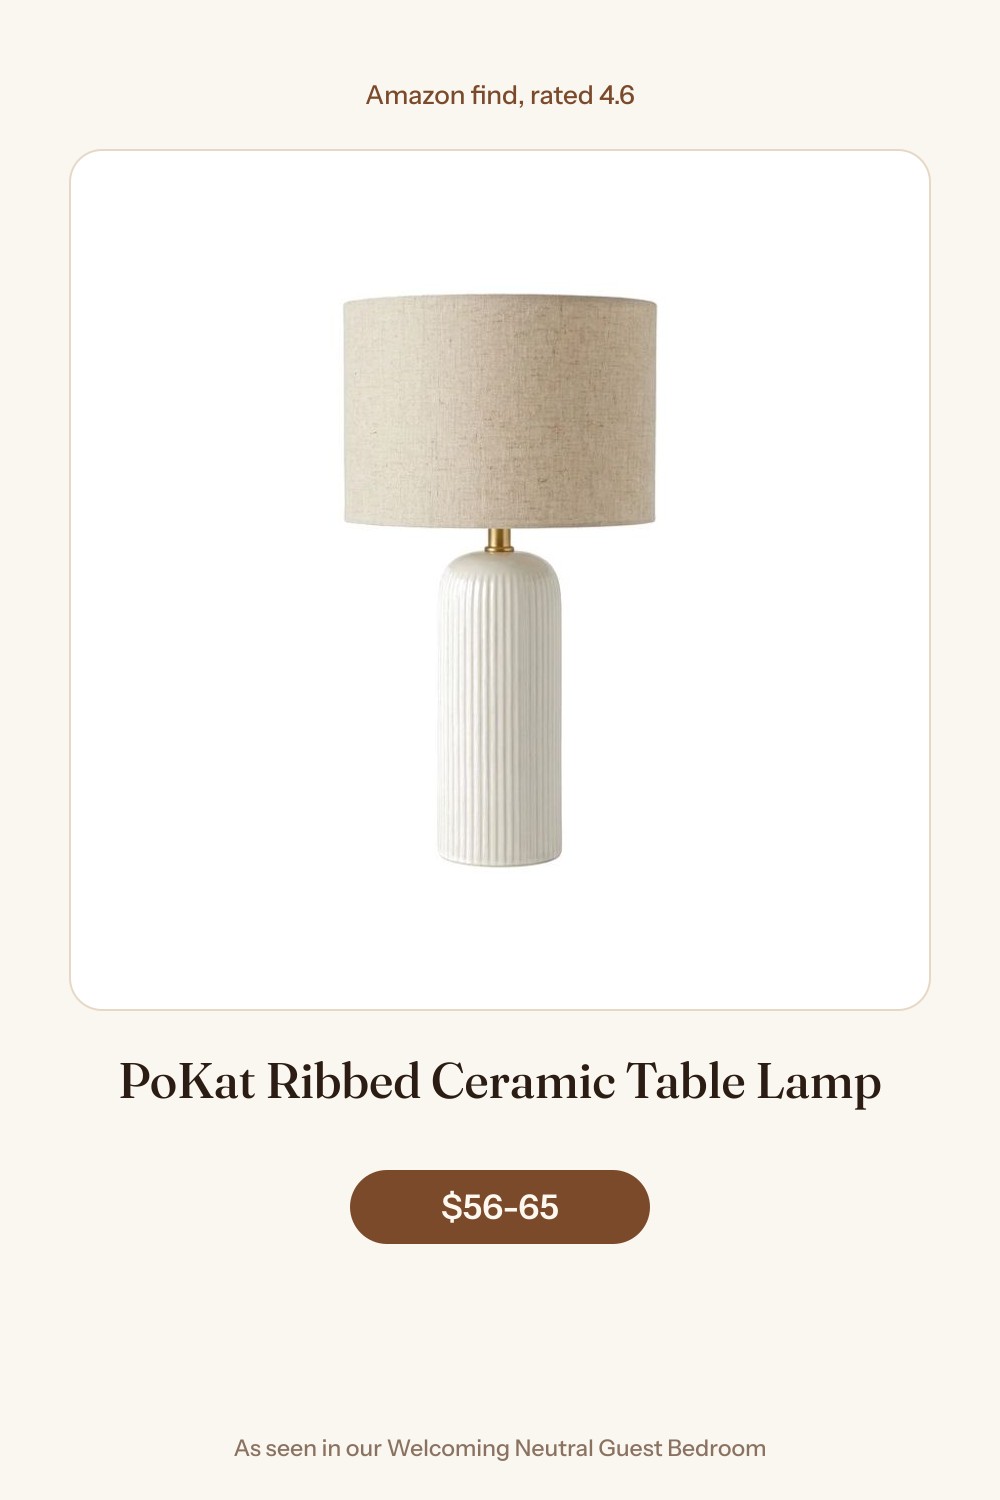 Amazon find, rated 4.6
PoKat Ribbed Ceramic Table Lamp
$56-65
As seen in our Welcoming Neutral Guest Bedroom